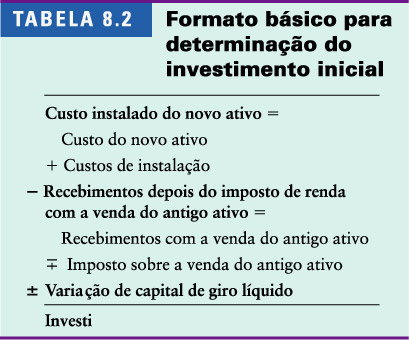 TABELA 8.2
Formato básico para
determinação do
investimento inicial
Custo instalado do novo ativo =
Custo do novo ativo
+ Custos de instalação
− Recebimentos depois do imposto de renda
com a venda do antigo ativo =
Recebimentos com a venda do antigo ativo
∓ Imposto sobre a venda do antigo ativo
± Variação de capital de giro líquido
Investi